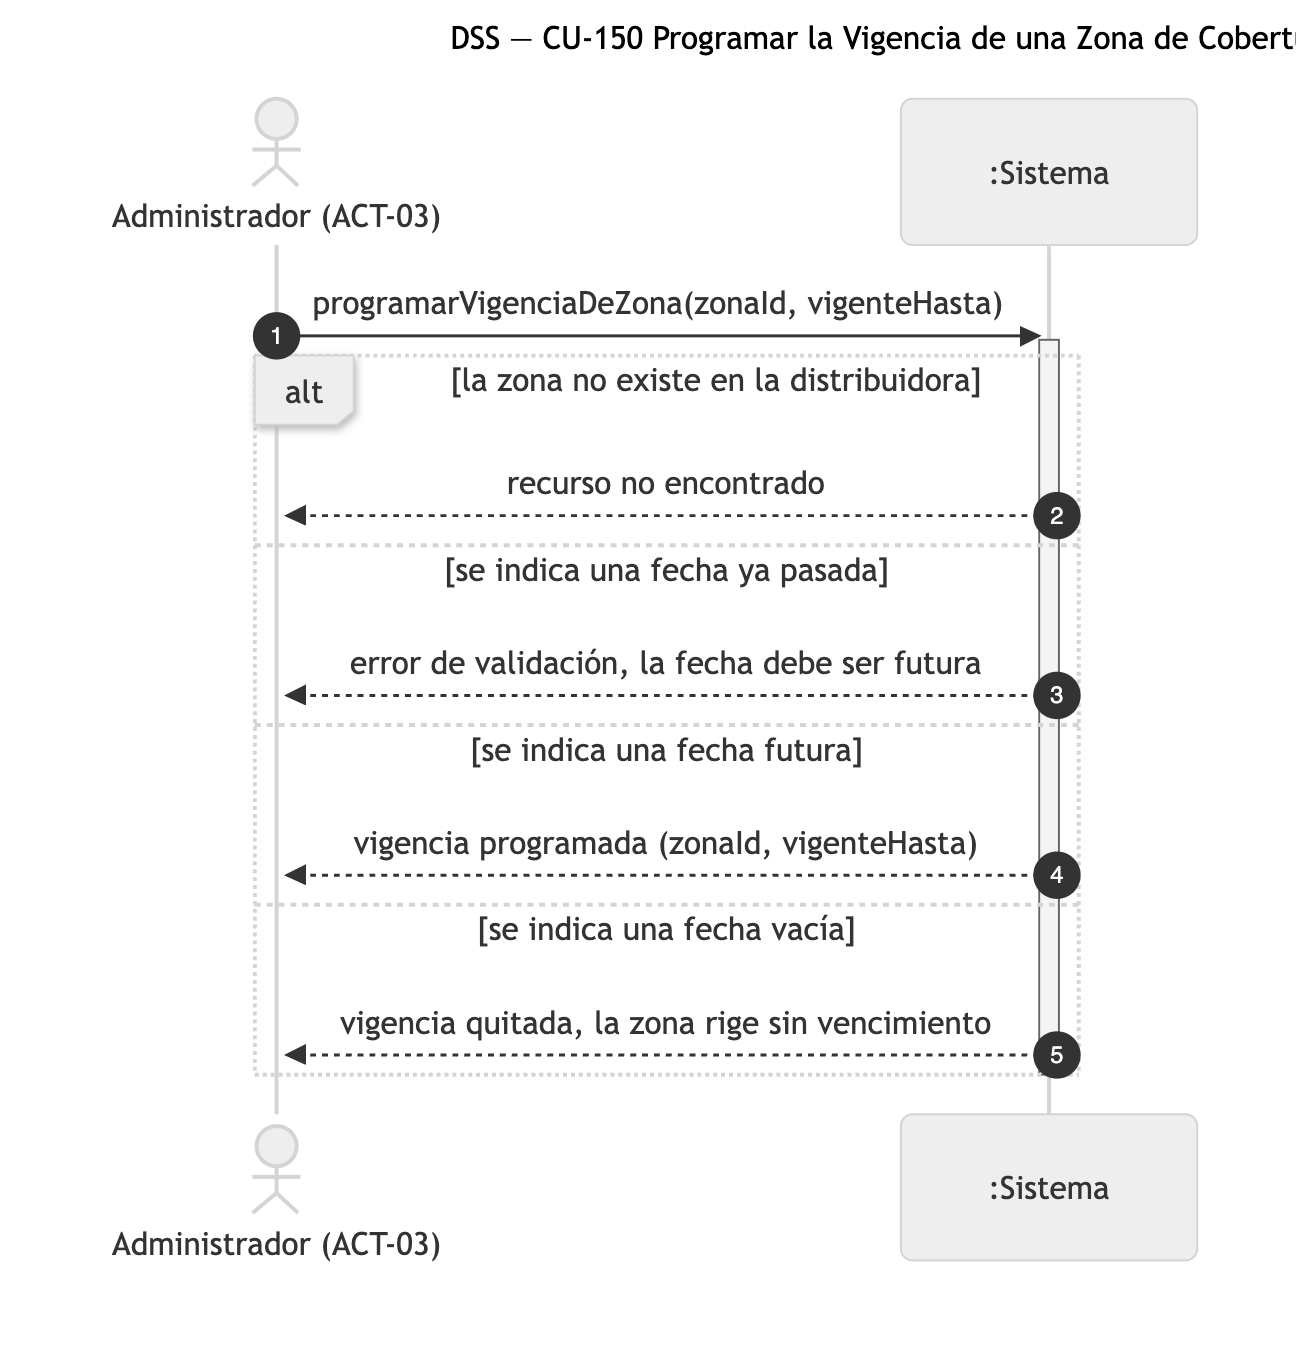 DSS — CU-150 Programar la Vigencia de una Zona de
Administrador (ACT-03)
:Sistema
programarVigenciaDeZona(zonaId, vigenteHasta)
1
alt
[la zona no existe en la distribuidora]
recurso no encontrado
2
[se indica una fecha ya pasada]
error de validación, la fecha debe ser futura
3
[se indica una fecha futura]
vigencia programada (zonaId, vigenteHasta)
4
[se indica una fecha vacía]
vigencia quitada, la zona rige sin vencimiento
5
Administrador (ACT-03)
:Sistema